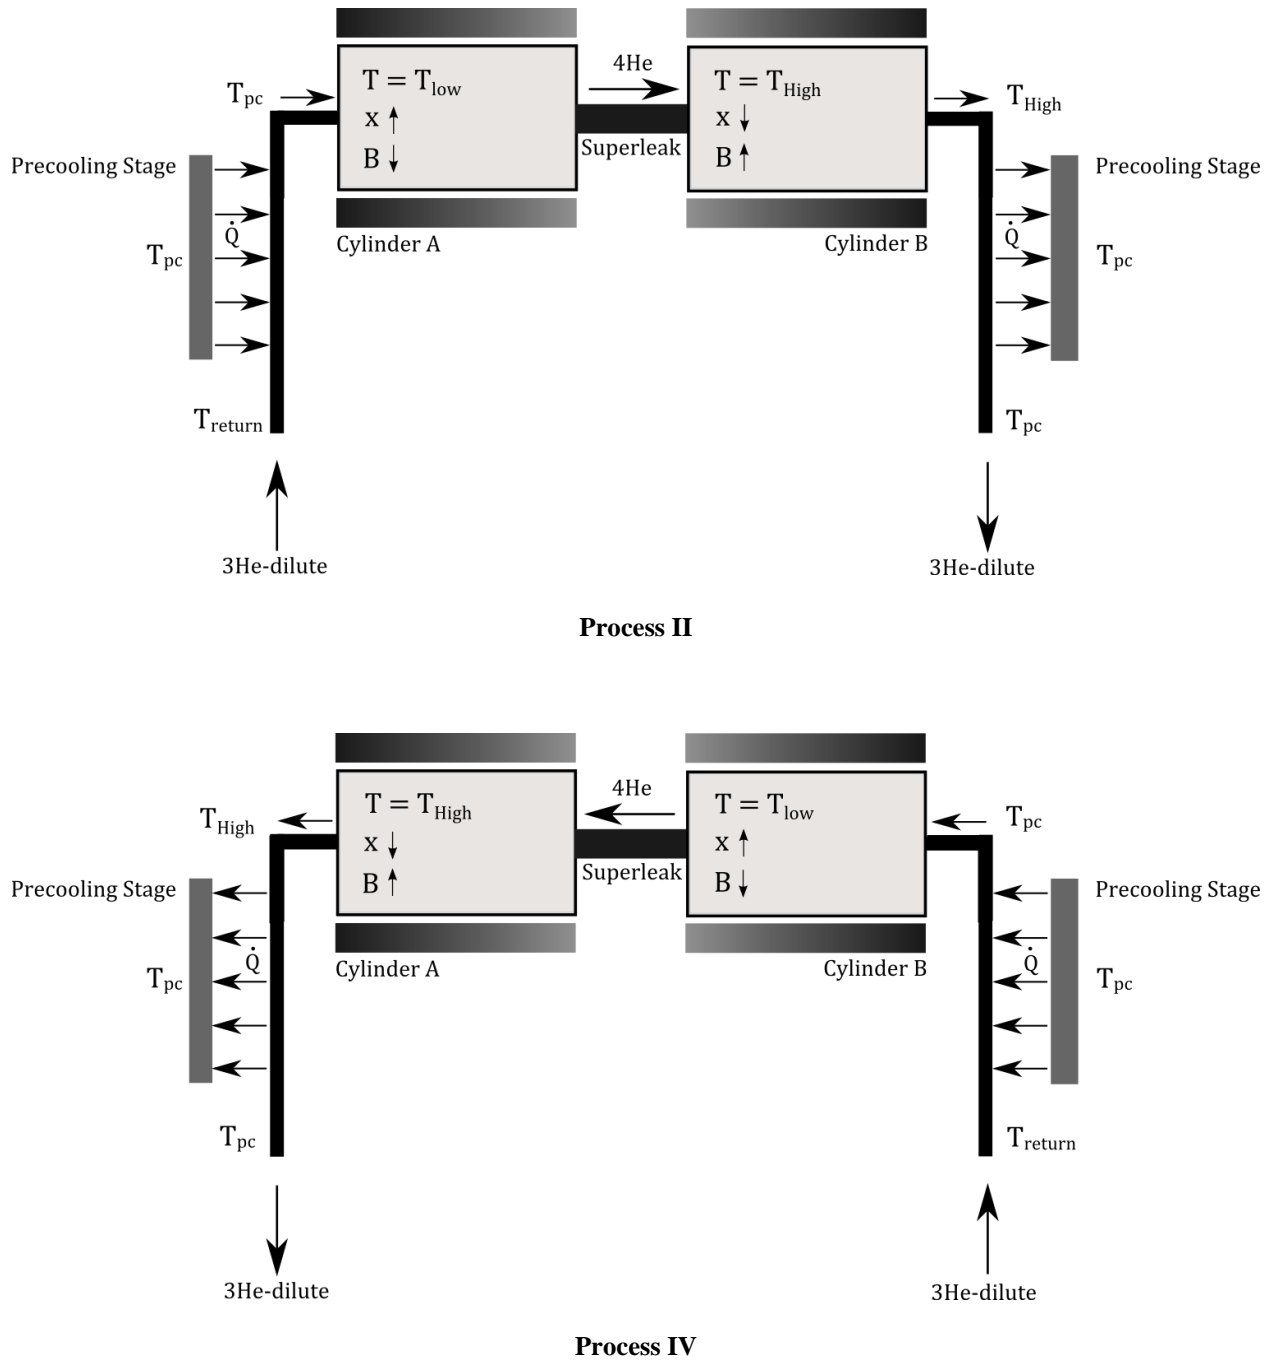 4He
T = T_low
T = T_High
T_pc
T_High
x ↑
x ↓
Superleak
B ↓
B ↑
Precooling Stage
Precooling Stage
Cylinder A
Cylinder B
Q̇
Q̇
T_pc
T_pc
T_return
T_pc
3He-dilute
3He-dilute
Process II
4He
T = T_High
T = T_low
T_High
T_pc
x ↓
x ↑
Superleak
B ↑
B ↓
Precooling Stage
Precooling Stage
Cylinder A
Cylinder B
Q̇
Q̇
T_pc
T_pc
T_pc
T_return
3He-dilute
3He-dilute
Process IV